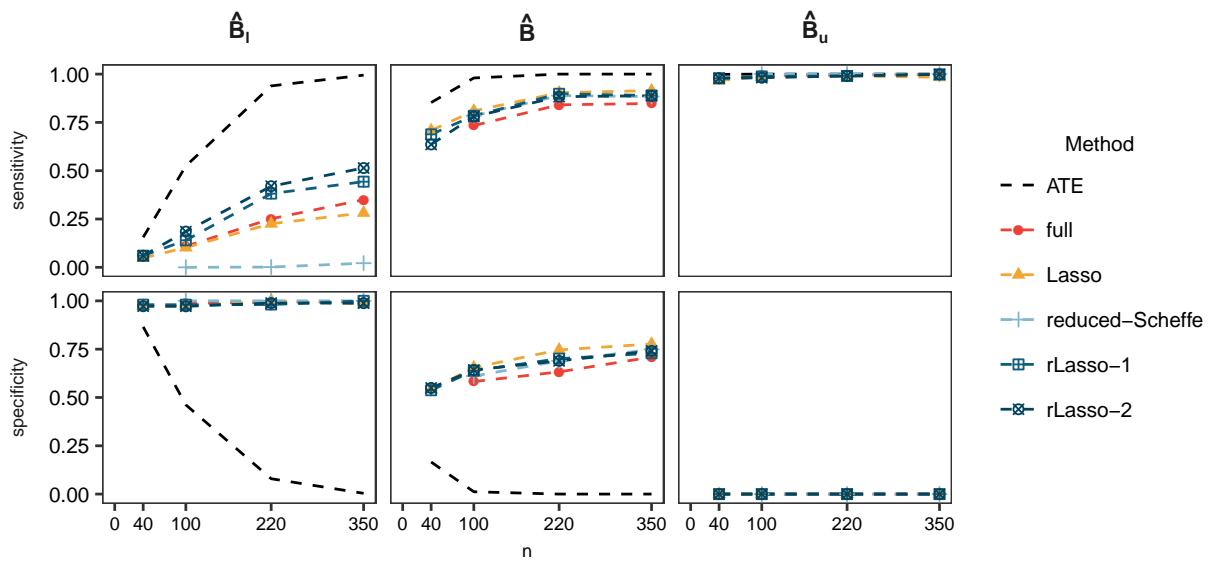 B̂ₗ B̂ B̂ᵤ
sensitivity
1.00
0.75
0.50
0.25
0.00
specificity
1.00
0.75
0.50
0.25
0.00
0 40 100 220 350 0 40 100 220 350 0 40 100 220 350
n
Method
ATE
full
Lasso
reduced−Scheffe
rLasso−1
rLasso−2